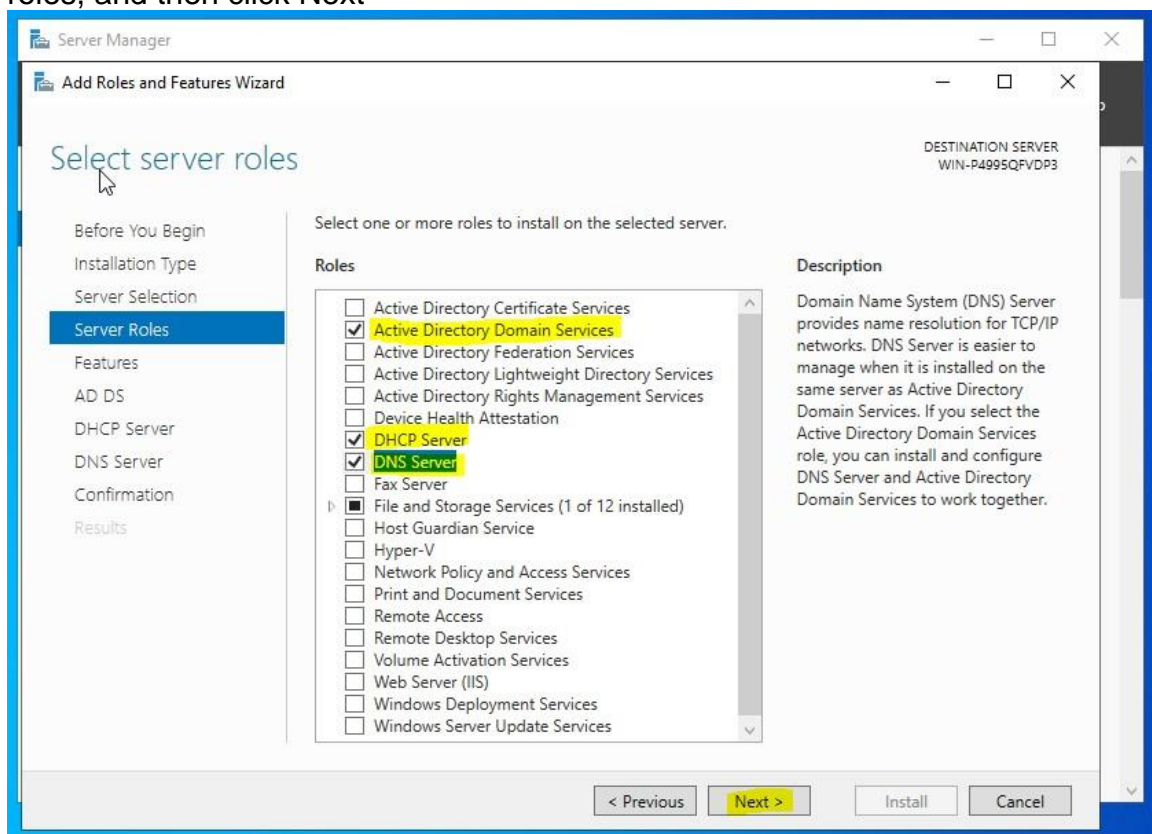 roles, and then click Next
Server Manager
Add Roles and Features Wizard
Select server roles
DESTINATION SERVER
WIN-P4995QFVDP3
Before You Begin
Installation Type
Server Selection
Server Roles
Features
AD DS
DHCP Server
DNS Server
Confirmation
Results
Select one or more roles to install on the selected server.
Roles
Active Directory Certificate Services
Active Directory Domain Services
Active Directory Federation Services
Active Directory Lightweight Directory Services
Active Directory Rights Management Services
Device Health Attestation
DHCP Server
DNS Server
Fax Server
File and Storage Services (1 of 12 installed)
Host Guardian Service
Hyper-V
Network Policy and Access Services
Print and Document Services
Remote Access
Remote Desktop Services
Volume Activation Services
Web Server (IIS)
Windows Deployment Services
Windows Server Update Services
Description
Domain Name System (DNS) Server
provides name resolution for TCP/IP
networks. DNS Server is easier to
manage when it is installed on the
same server as Active Directory
Domain Services. If you select the
Active Directory Domain Services
role, you can install and configure
DNS Server and Active Directory
Domain Services to work together.
< Previous
Next >
Install
Cancel